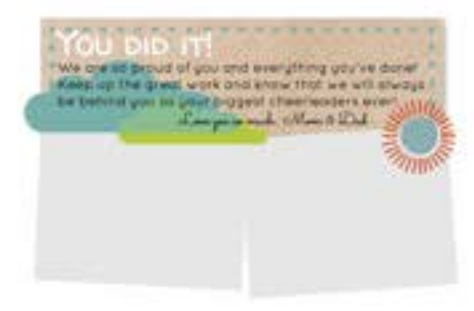 YOU DID IT!
We are so proud of you and everything you've done!
Keep up the great work and know that we will always
be behind you as your biggest cheerleaders ever!
Love you so much, Mom & Dad